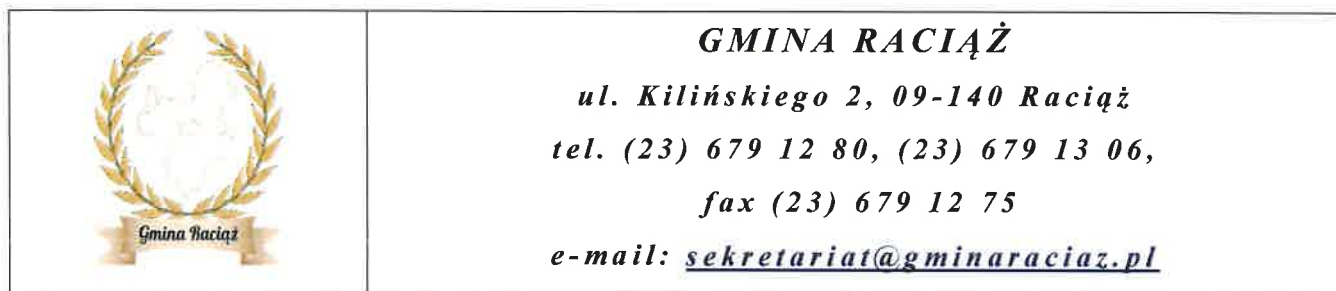 GMINA RACIĄŻ
ul. Kilińskiego 2, 09-140 Raciąż
tel. (23) 679 12 80, (23) 679 13 06,
fax (23) 679 12 75
e-mail: sekretariat@gminaraciaz.pl
Gmina Raciąż